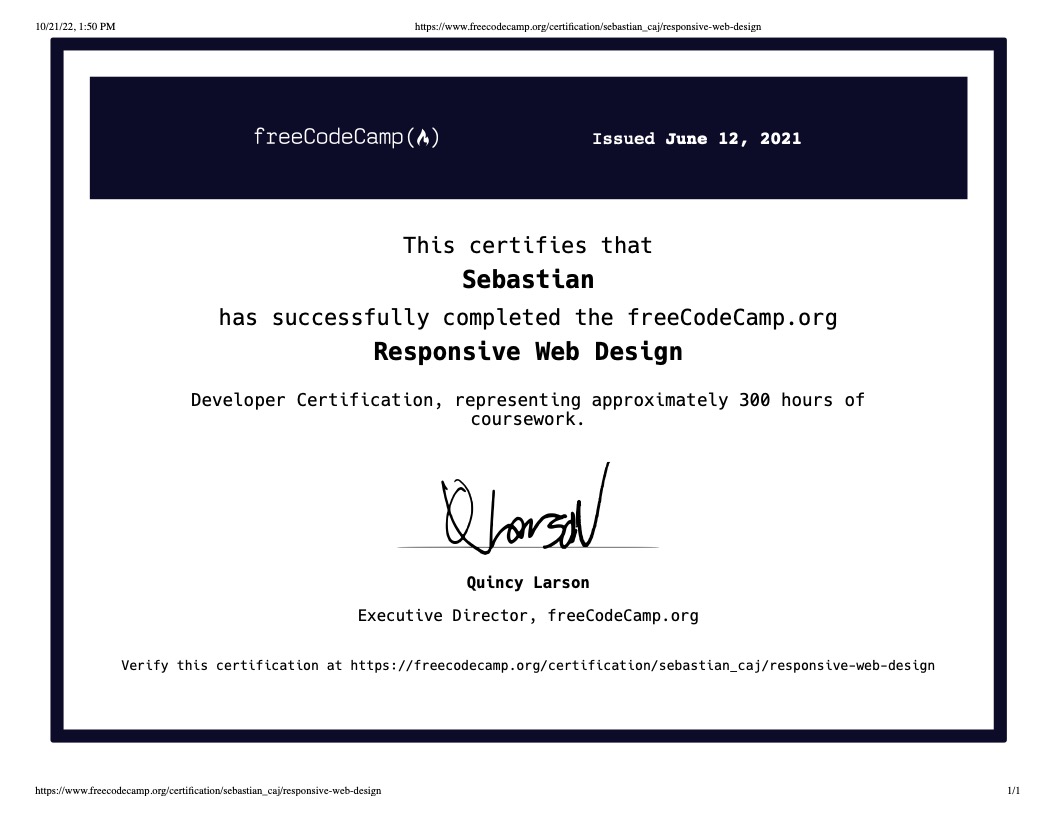 10/21/22, 1:50 PM
https://www.freecodecamp.org/certification/sebastian_caj/responsive-web-design
freeCodeCamp
Issued June 12, 2021
This certifies that
Sebastian
has successfully completed the freeCodeCamp.org
Responsive Web Design
Developer Certification, representing approximately 300 hours of
coursework.
Q Larson
Quincy Larson
Executive Director, freeCodeCamp.org
Verify this certification at https://freecodecamp.org/certification/sebastian_caj/responsive-web-design
https://www.freecodecamp.org/certification/sebastian_caj/responsive-web-design
1/1